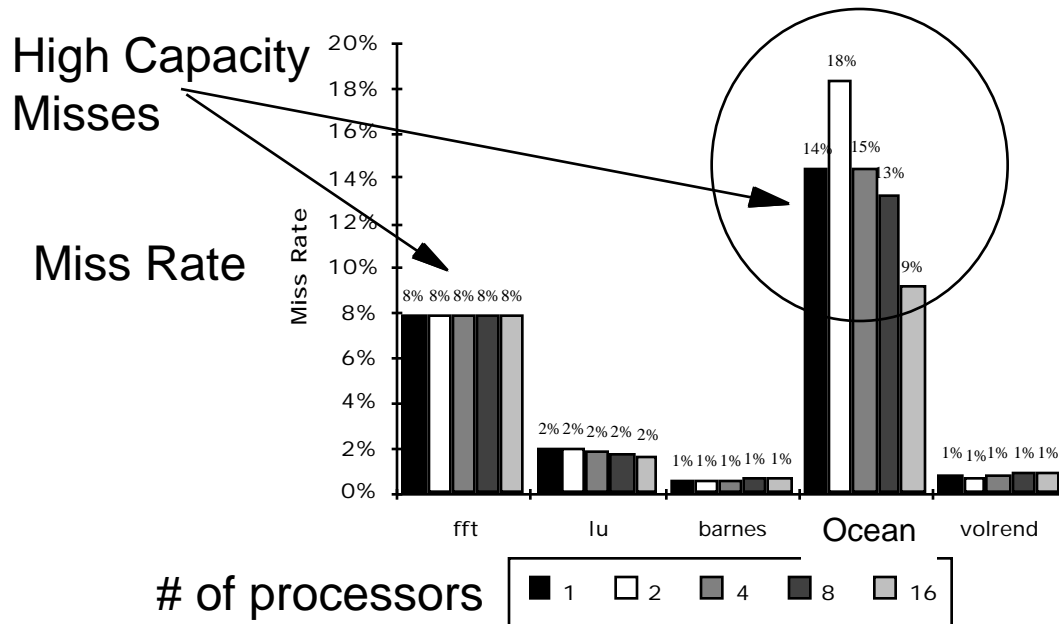 High Capacity
Misses
Miss Rate
Miss Rate
20%
18%
16%
14%
12%
10%
8%
6%
4%
2%
0%
8% 8% 8% 8% 8%
2% 2% 2% 2% 2%
1% 1% 1% 1% 1%
14% 18% 15% 13% 9%
1% 1% 1% 1% 1%
fft lu barnes Ocean volrend
# of processors 1 2 4 8 16